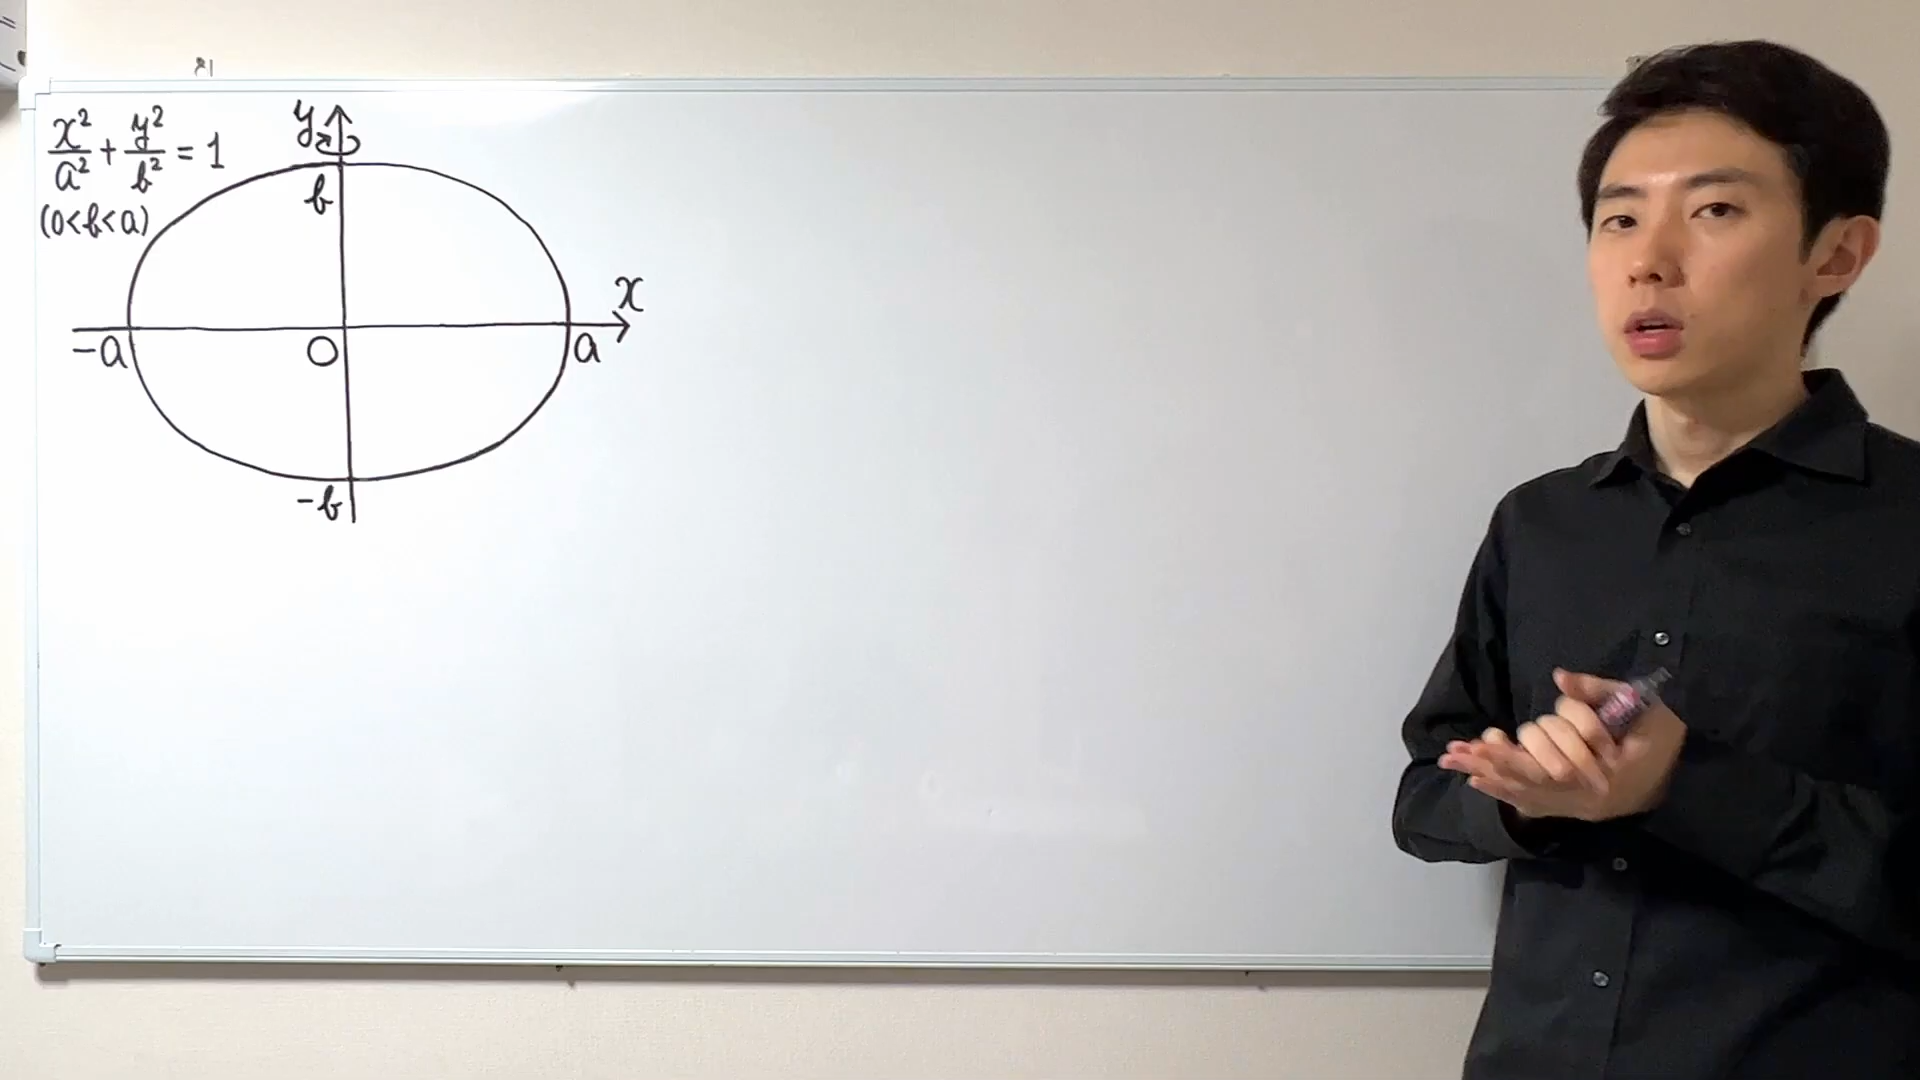 x²/a² + y²/b² = 1
(0<b<a)
y
b
x
-a
O
a
-b